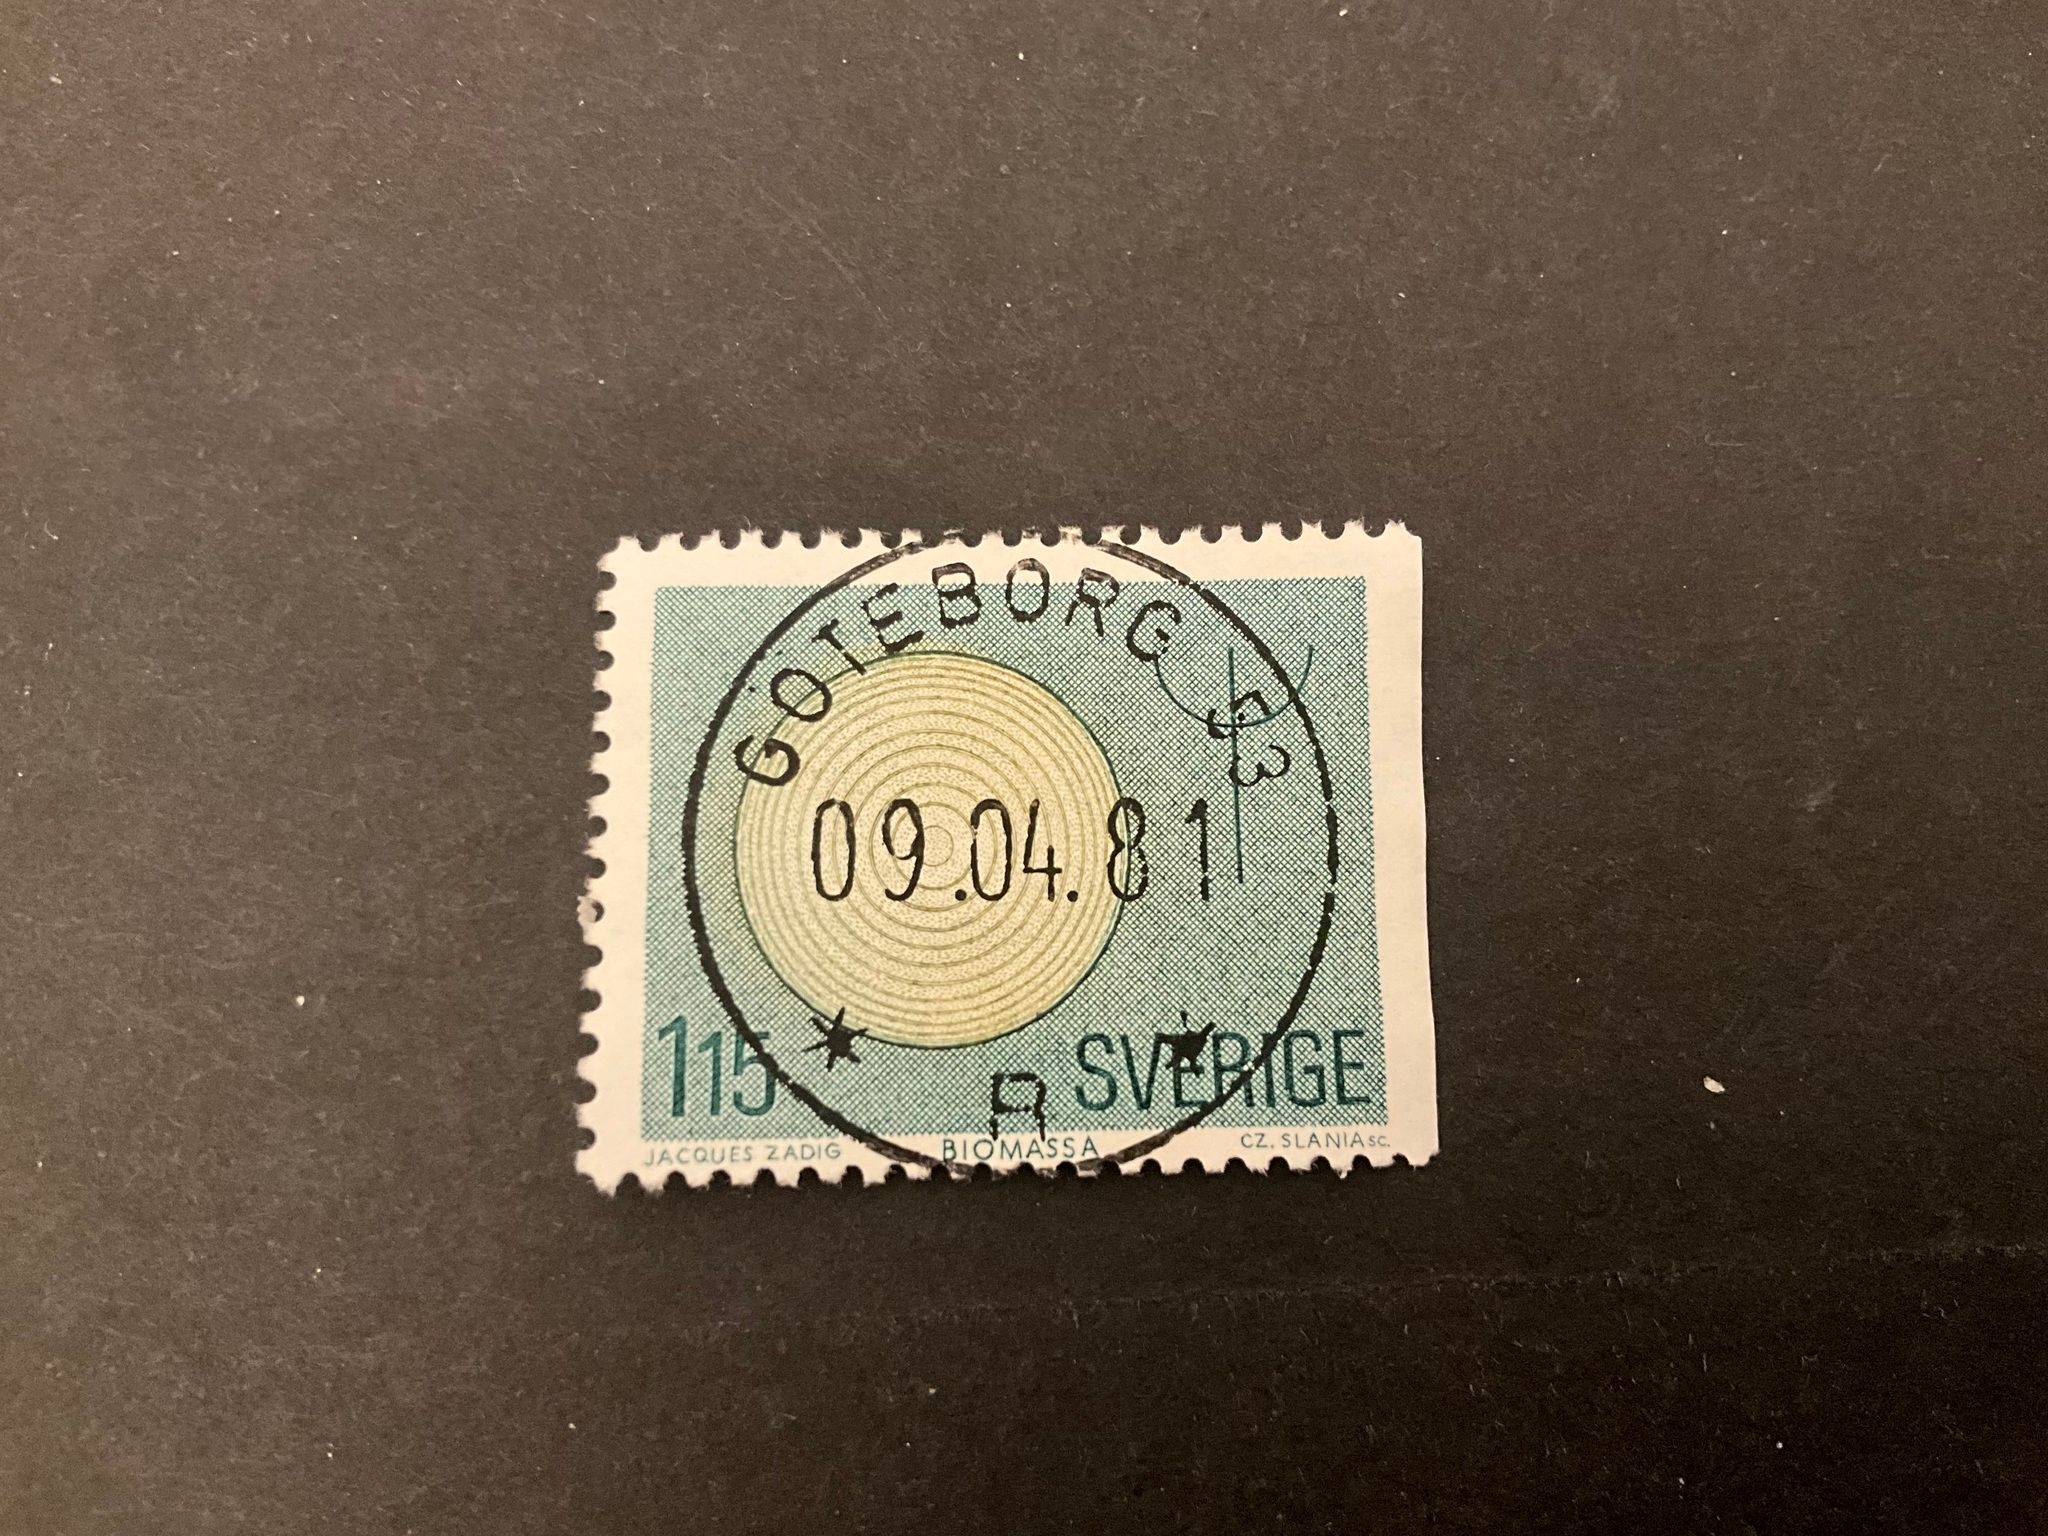 GÖTEBORG 53
09.04.81
115 SVERIGE
A
JACQUES ZADIG BIOMASSA CZ. SLANIA SC.